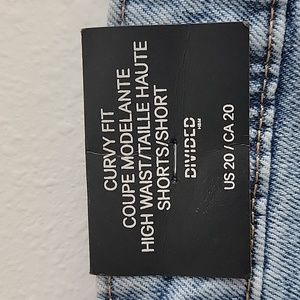 CURVY FIT
COUPE MODELANTE
HIGH WAIST/TAILLE HAUTE
SHORTS/SHORT
DIVIDED
H&M
US 20 / CA 20